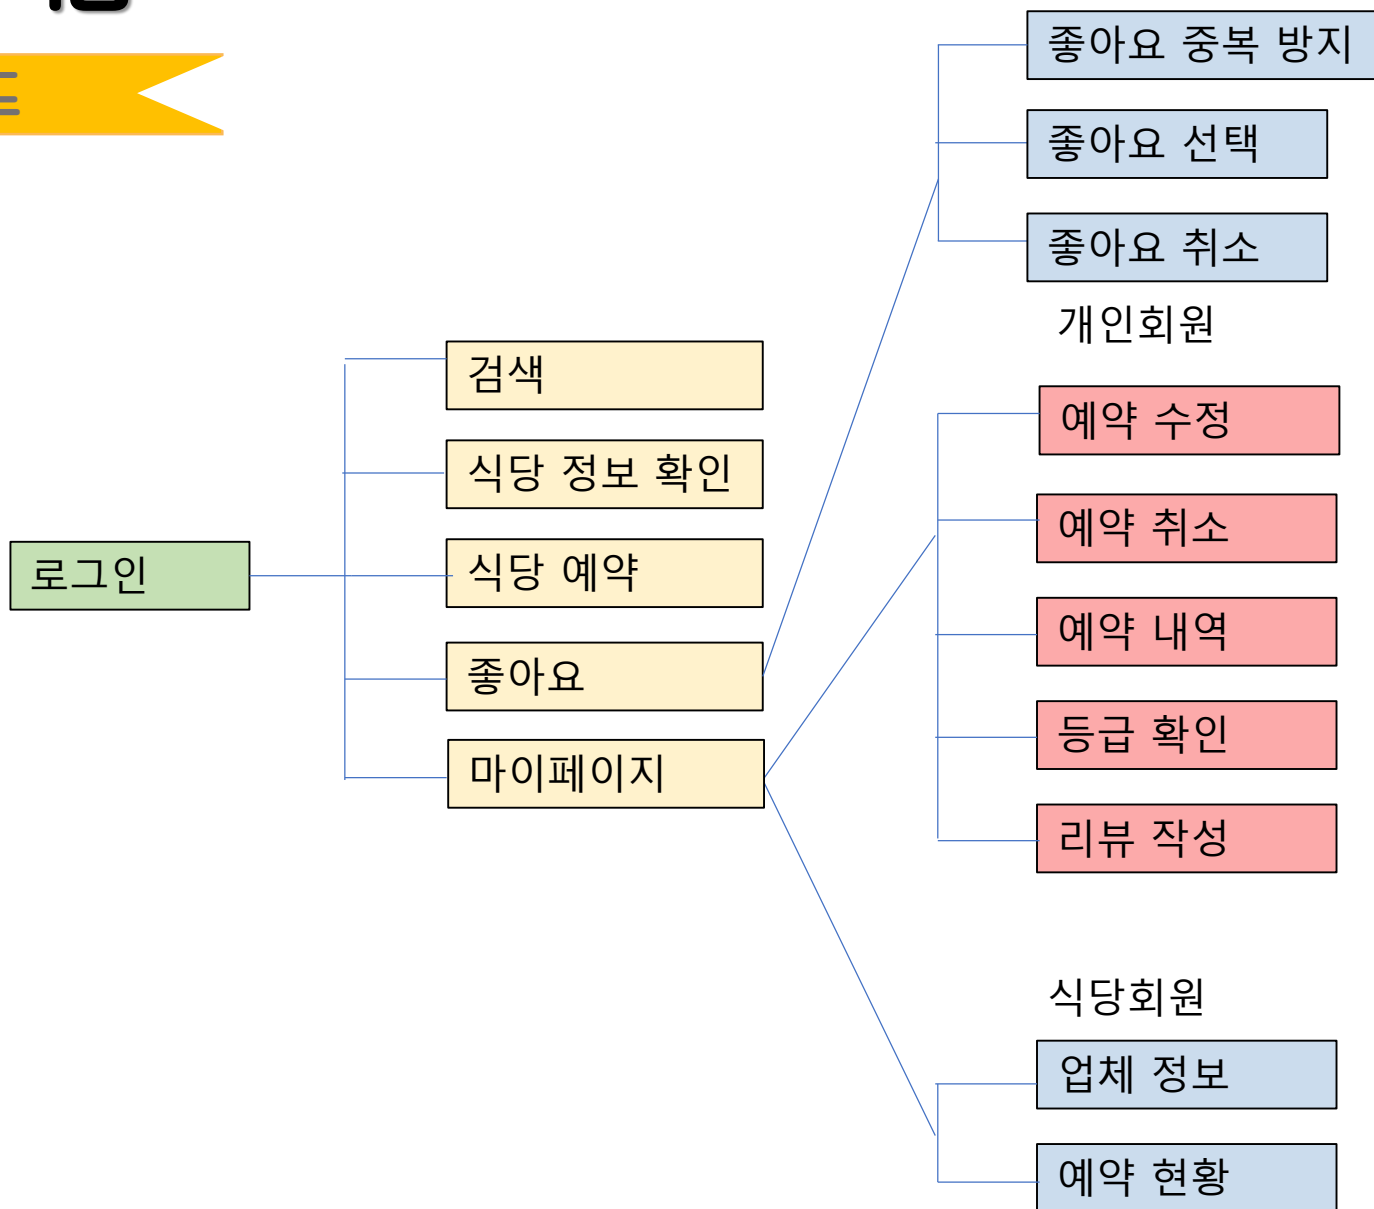 로그인
검색
식당 정보 확인
식당 예약
좋아요
마이페이지
좋아요 중복 방지
좋아요 선택
좋아요 취소
개인회원
예약 수정
예약 취소
예약 내역
등급 확인
리뷰 작성
식당회원
업체 정보
예약 현황